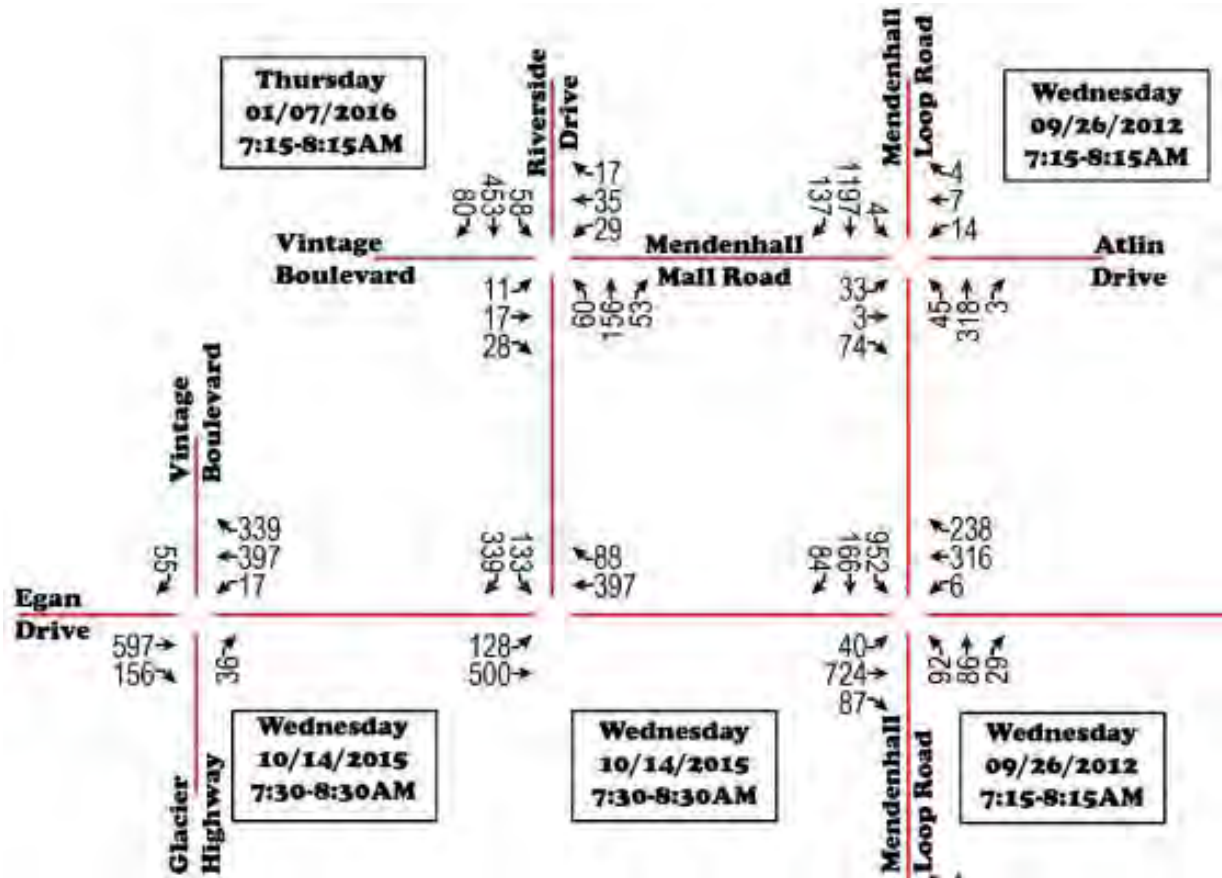 Thursday
01/07/2016
7:15-8:15AM
Riverside
Drive
Mendenhall
Loop Road
Wednesday
09/26/2012
7:15-8:15AM
80
453
58
17
35
29
137
1197
4
4
7
14
Vintage
Boulevard
Mendenhall
Mall Road
Atlin
Drive
11
17
28
60
159
53
33
3
74
45
318
3
Vintage
Boulevard
55
339
397
17
339
133
88
397
84
166
952
238
316
6
Egan
Drive
597
156
36
128
500
40
724
87
92
86
29
Glacier
Highway
Wednesday
10/14/2015
7:30-8:30AM
Wednesday
10/14/2015
7:30-8:30AM
Mendenhall
Loop Road
Wednesday
09/26/2012
7:15-8:15AM